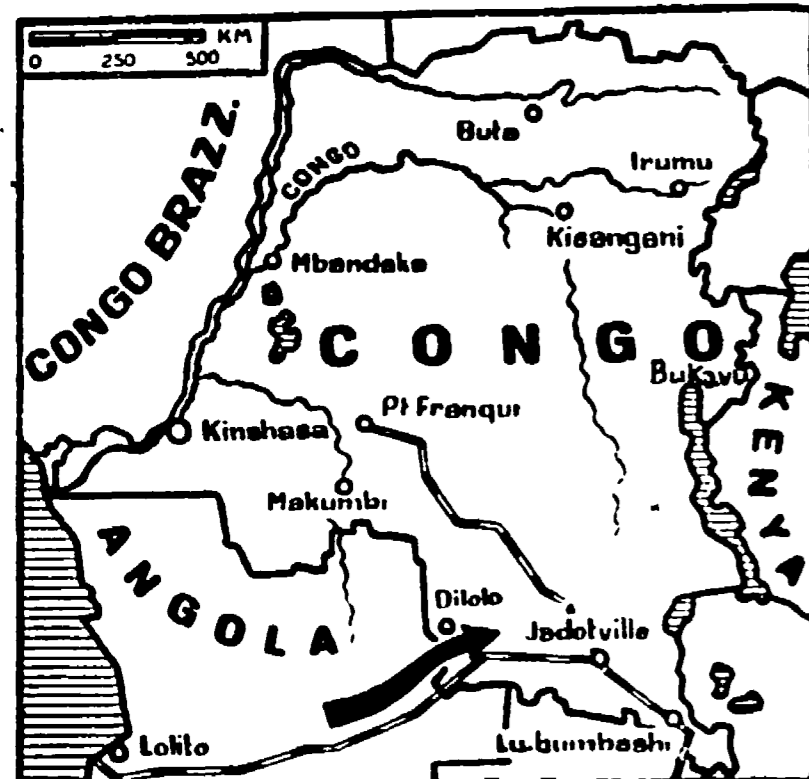 KM
0 250 500
CONGO BRAZZ.
CONGO
Buta
Irumu
Kisangani
Mbandaka
CONGO
Bukavu
KENYA
Pt Franqui
Kinshasa
Makumbi
ANGOLA
Dilolo
Jadotville
Lolito
Lubumbashi